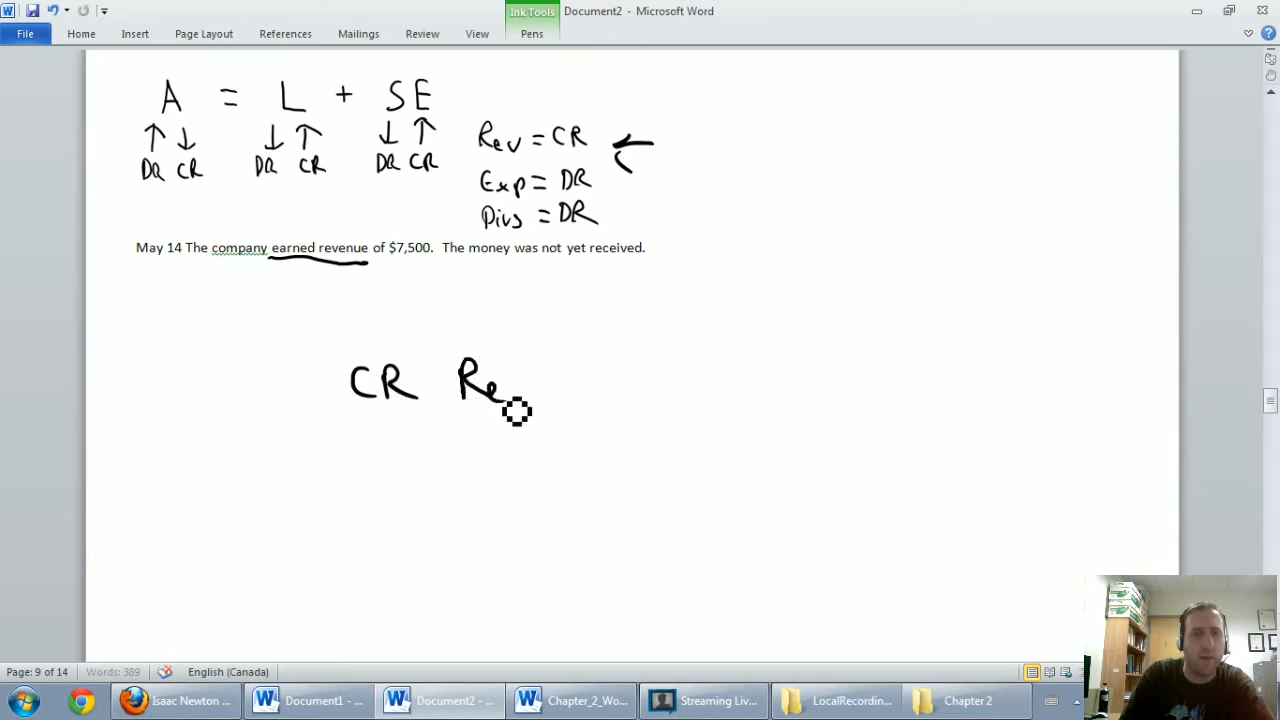 Ink Tools
Document2 - Microsoft Word
File Home Insert Page Layout References Mailings Review View Pens
A = L + SE
DR CR DR CR DR CR
Rev = CR
Exp = DR
Divs = DR
May 14 The company earned revenue of $7,500. The money was not yet received.
CR Re
Page: 9 of 14 Words: 389 English (Canada)
Isaac Newton ... Document1 - ... Document2 - ... Chapter_2_Wo... Streaming Liv... LocalRecordin... Chapter 2